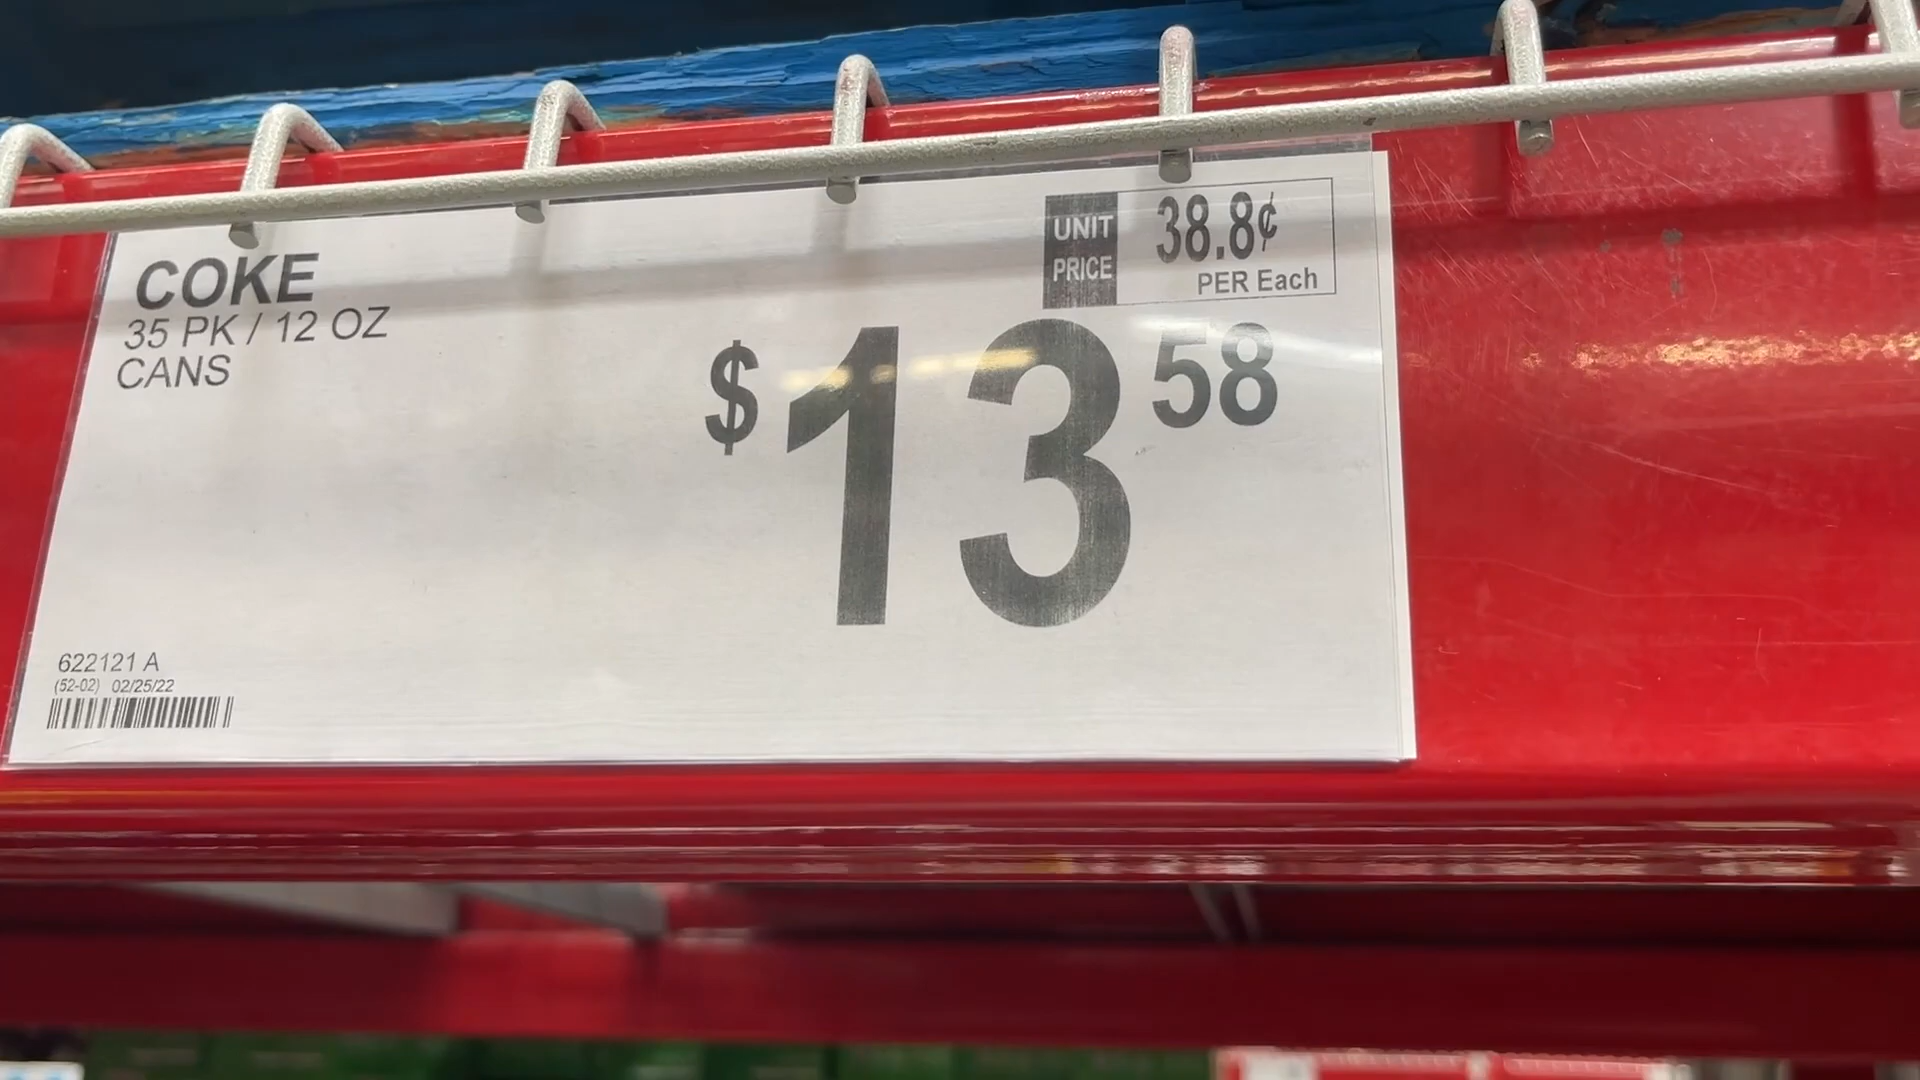 COKE
35 PK / 12 OZ
CANS
UNIT
PRICE
38.8¢
PER Each
$13 58
622121 A
(52-02) 02/25/22